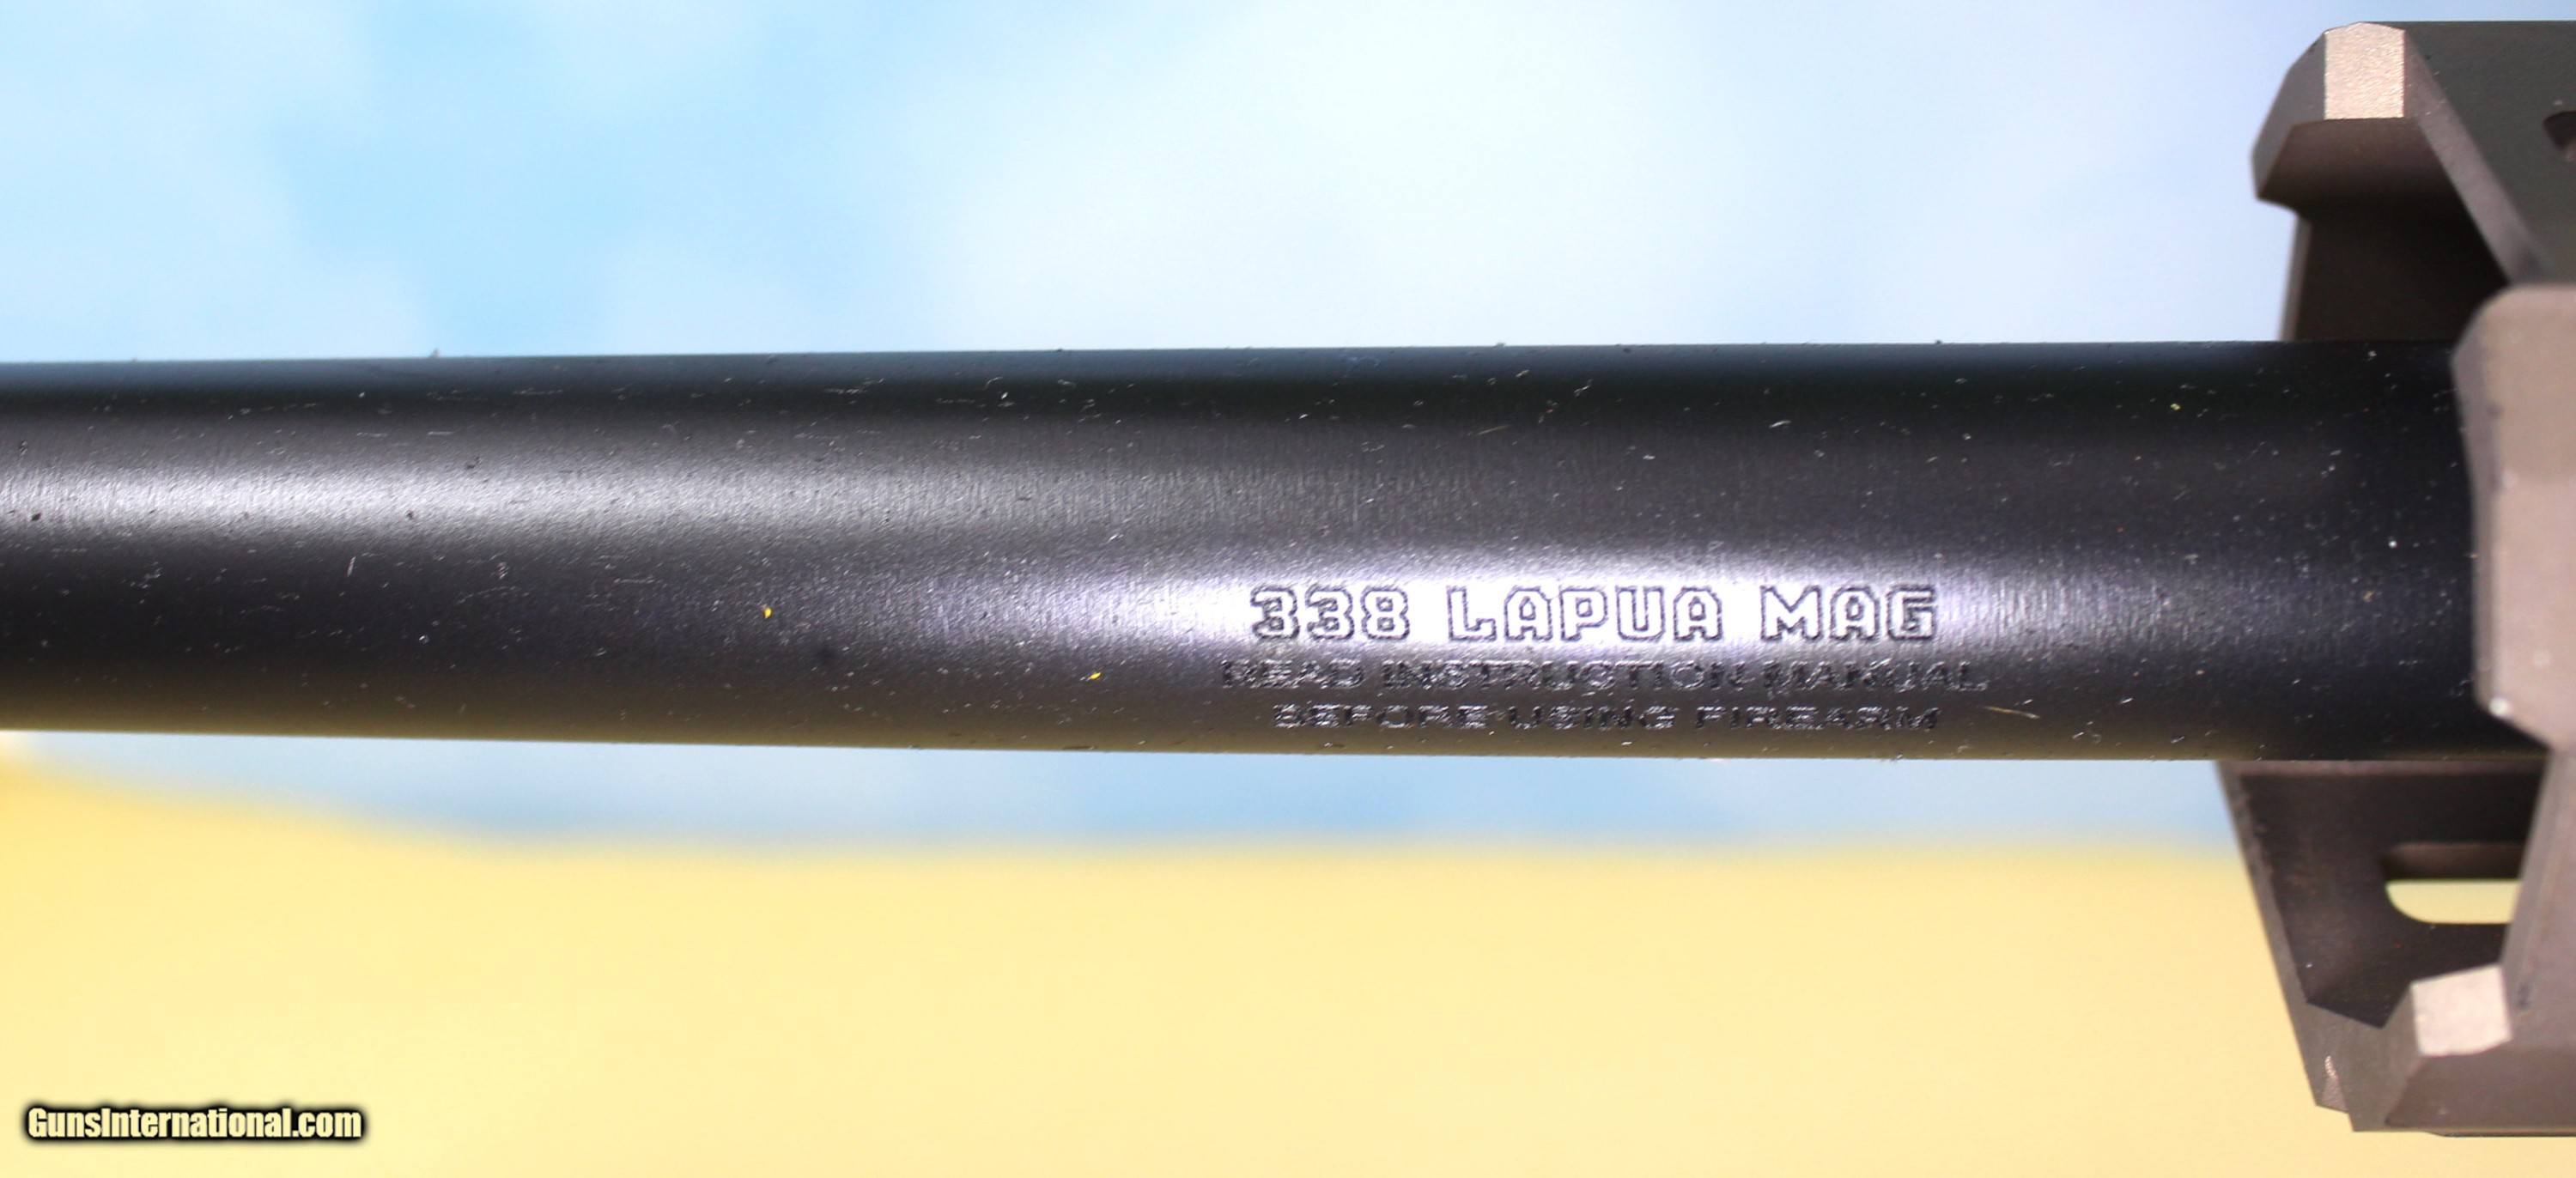 338 LAPUA MAG
READ INSTRUCTION MANUAL
BEFORE USING FIREARM
GunsInternational.com